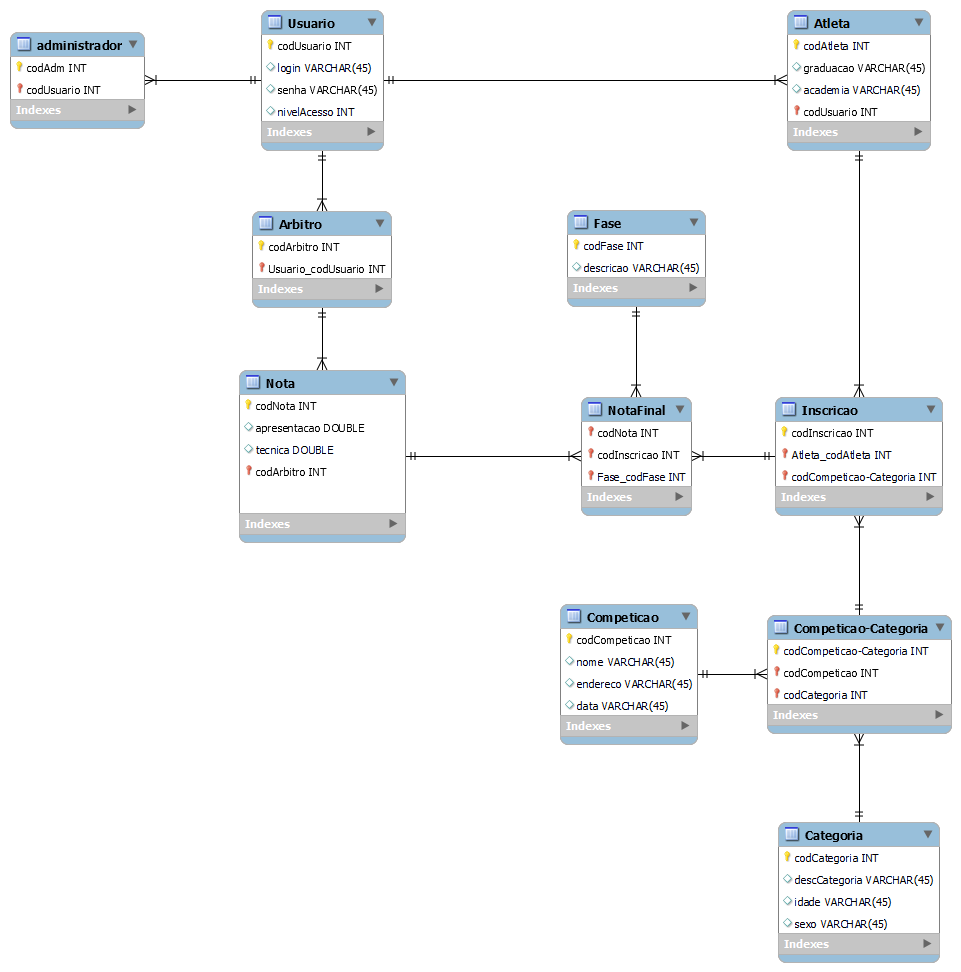 administrador
codAdm INT
codUsuario INT
Indexes
Usuario
codUsuario INT
login VARCHAR(45)
senha VARCHAR(45)
nivelAcesso INT
Indexes
Atleta
codAtleta INT
graduacao VARCHAR(45)
academia VARCHAR(45)
codUsuario INT
Indexes
Arbitro
codArbitro INT
Usuario_codUsuario INT
Indexes
Fase
codFase INT
descricao VARCHAR(45)
Indexes
Nota
codNota INT
apresentacao DOUBLE
tecnica DOUBLE
codArbitro INT
Indexes
NotaFinal
codNota INT
codInscricao INT
Fase_codFase INT
Indexes
Inscricao
codInscricao INT
Atleta_codAtleta INT
codCompeticao-Categoria INT
Indexes
Competicao
codCompeticao INT
nome VARCHAR(45)
endereco VARCHAR(45)
data VARCHAR(45)
Indexes
Competicao-Categoria
codCompeticao-Categoria INT
codCompeticao INT
codCategoria INT
Indexes
Categoria
codCategoria INT
descCategoria VARCHAR(45)
idade VARCHAR(45)
sexo VARCHAR(45)
Indexes